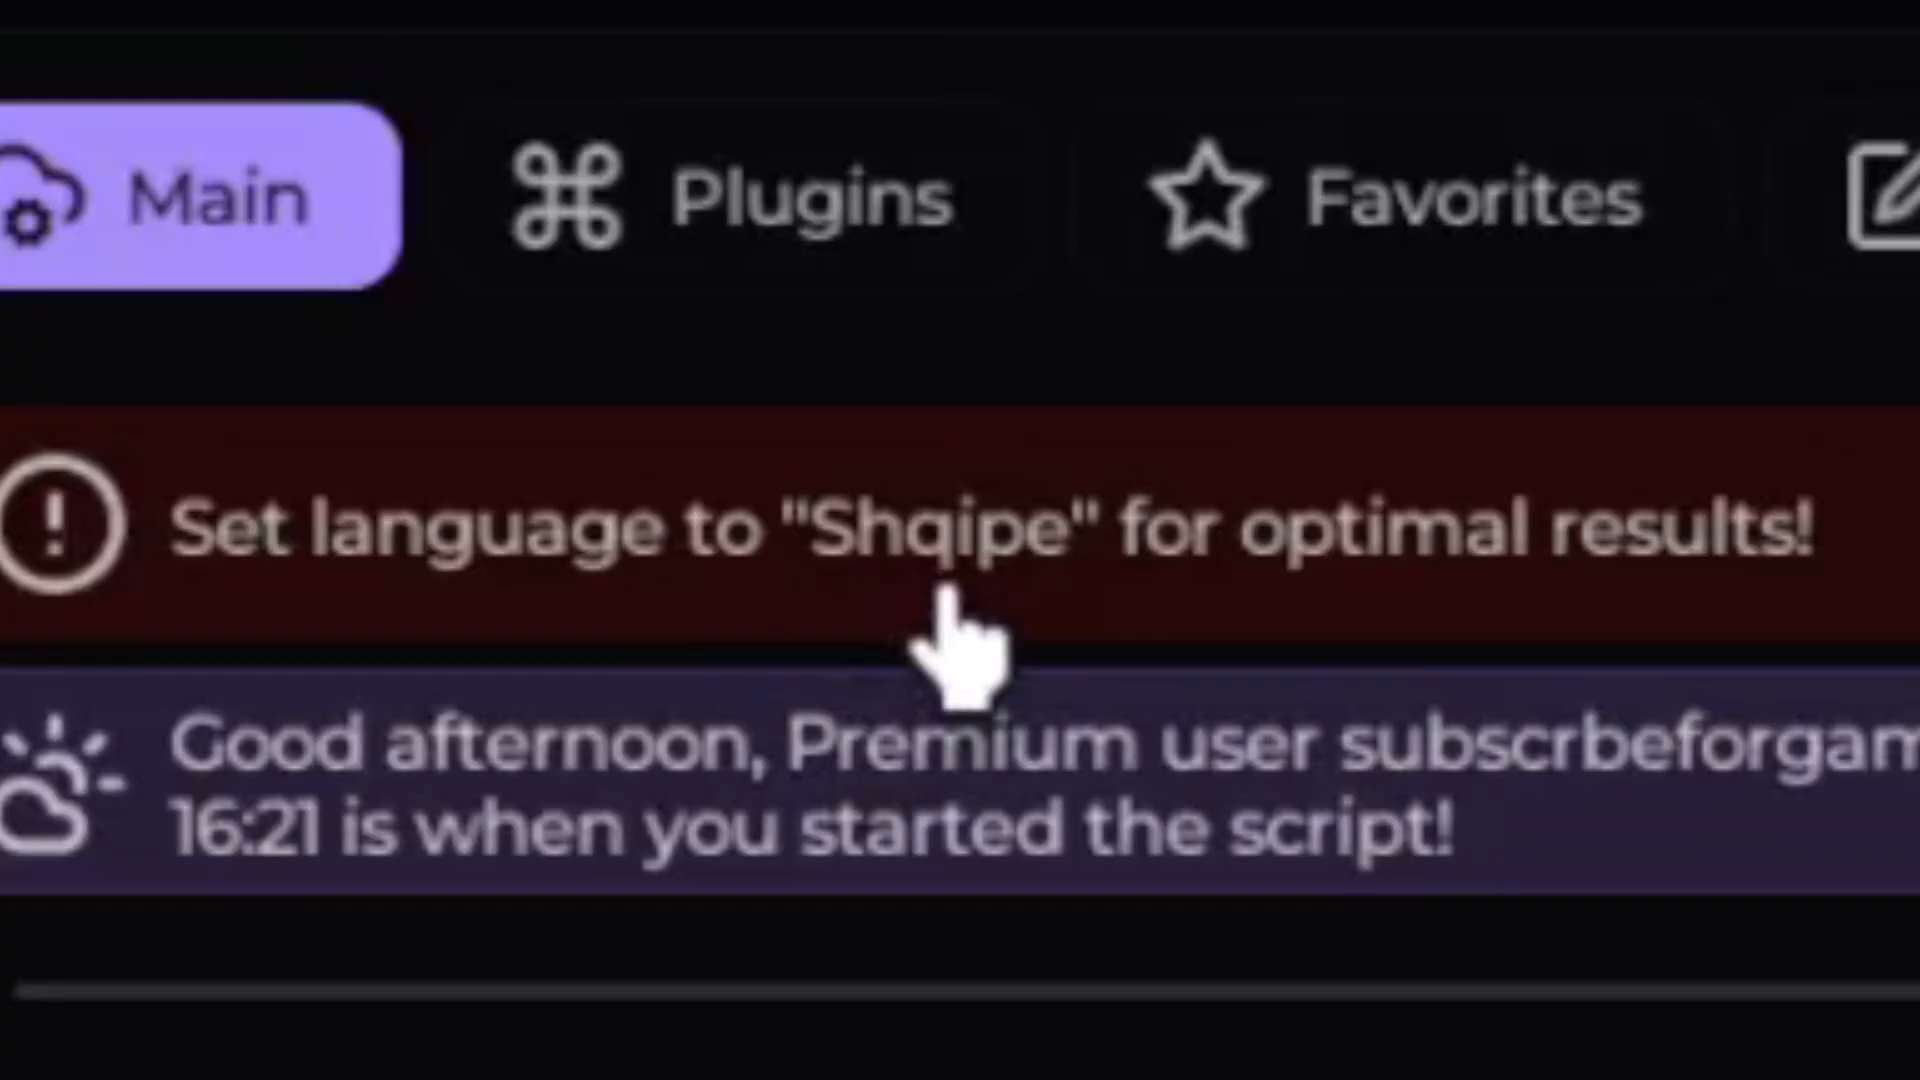 Main
Plugins
Favorites
Set language to "Shqipe" for optimal results!
Good afternoon, Premium user subscrbeforgam
16:21 is when you started the script!